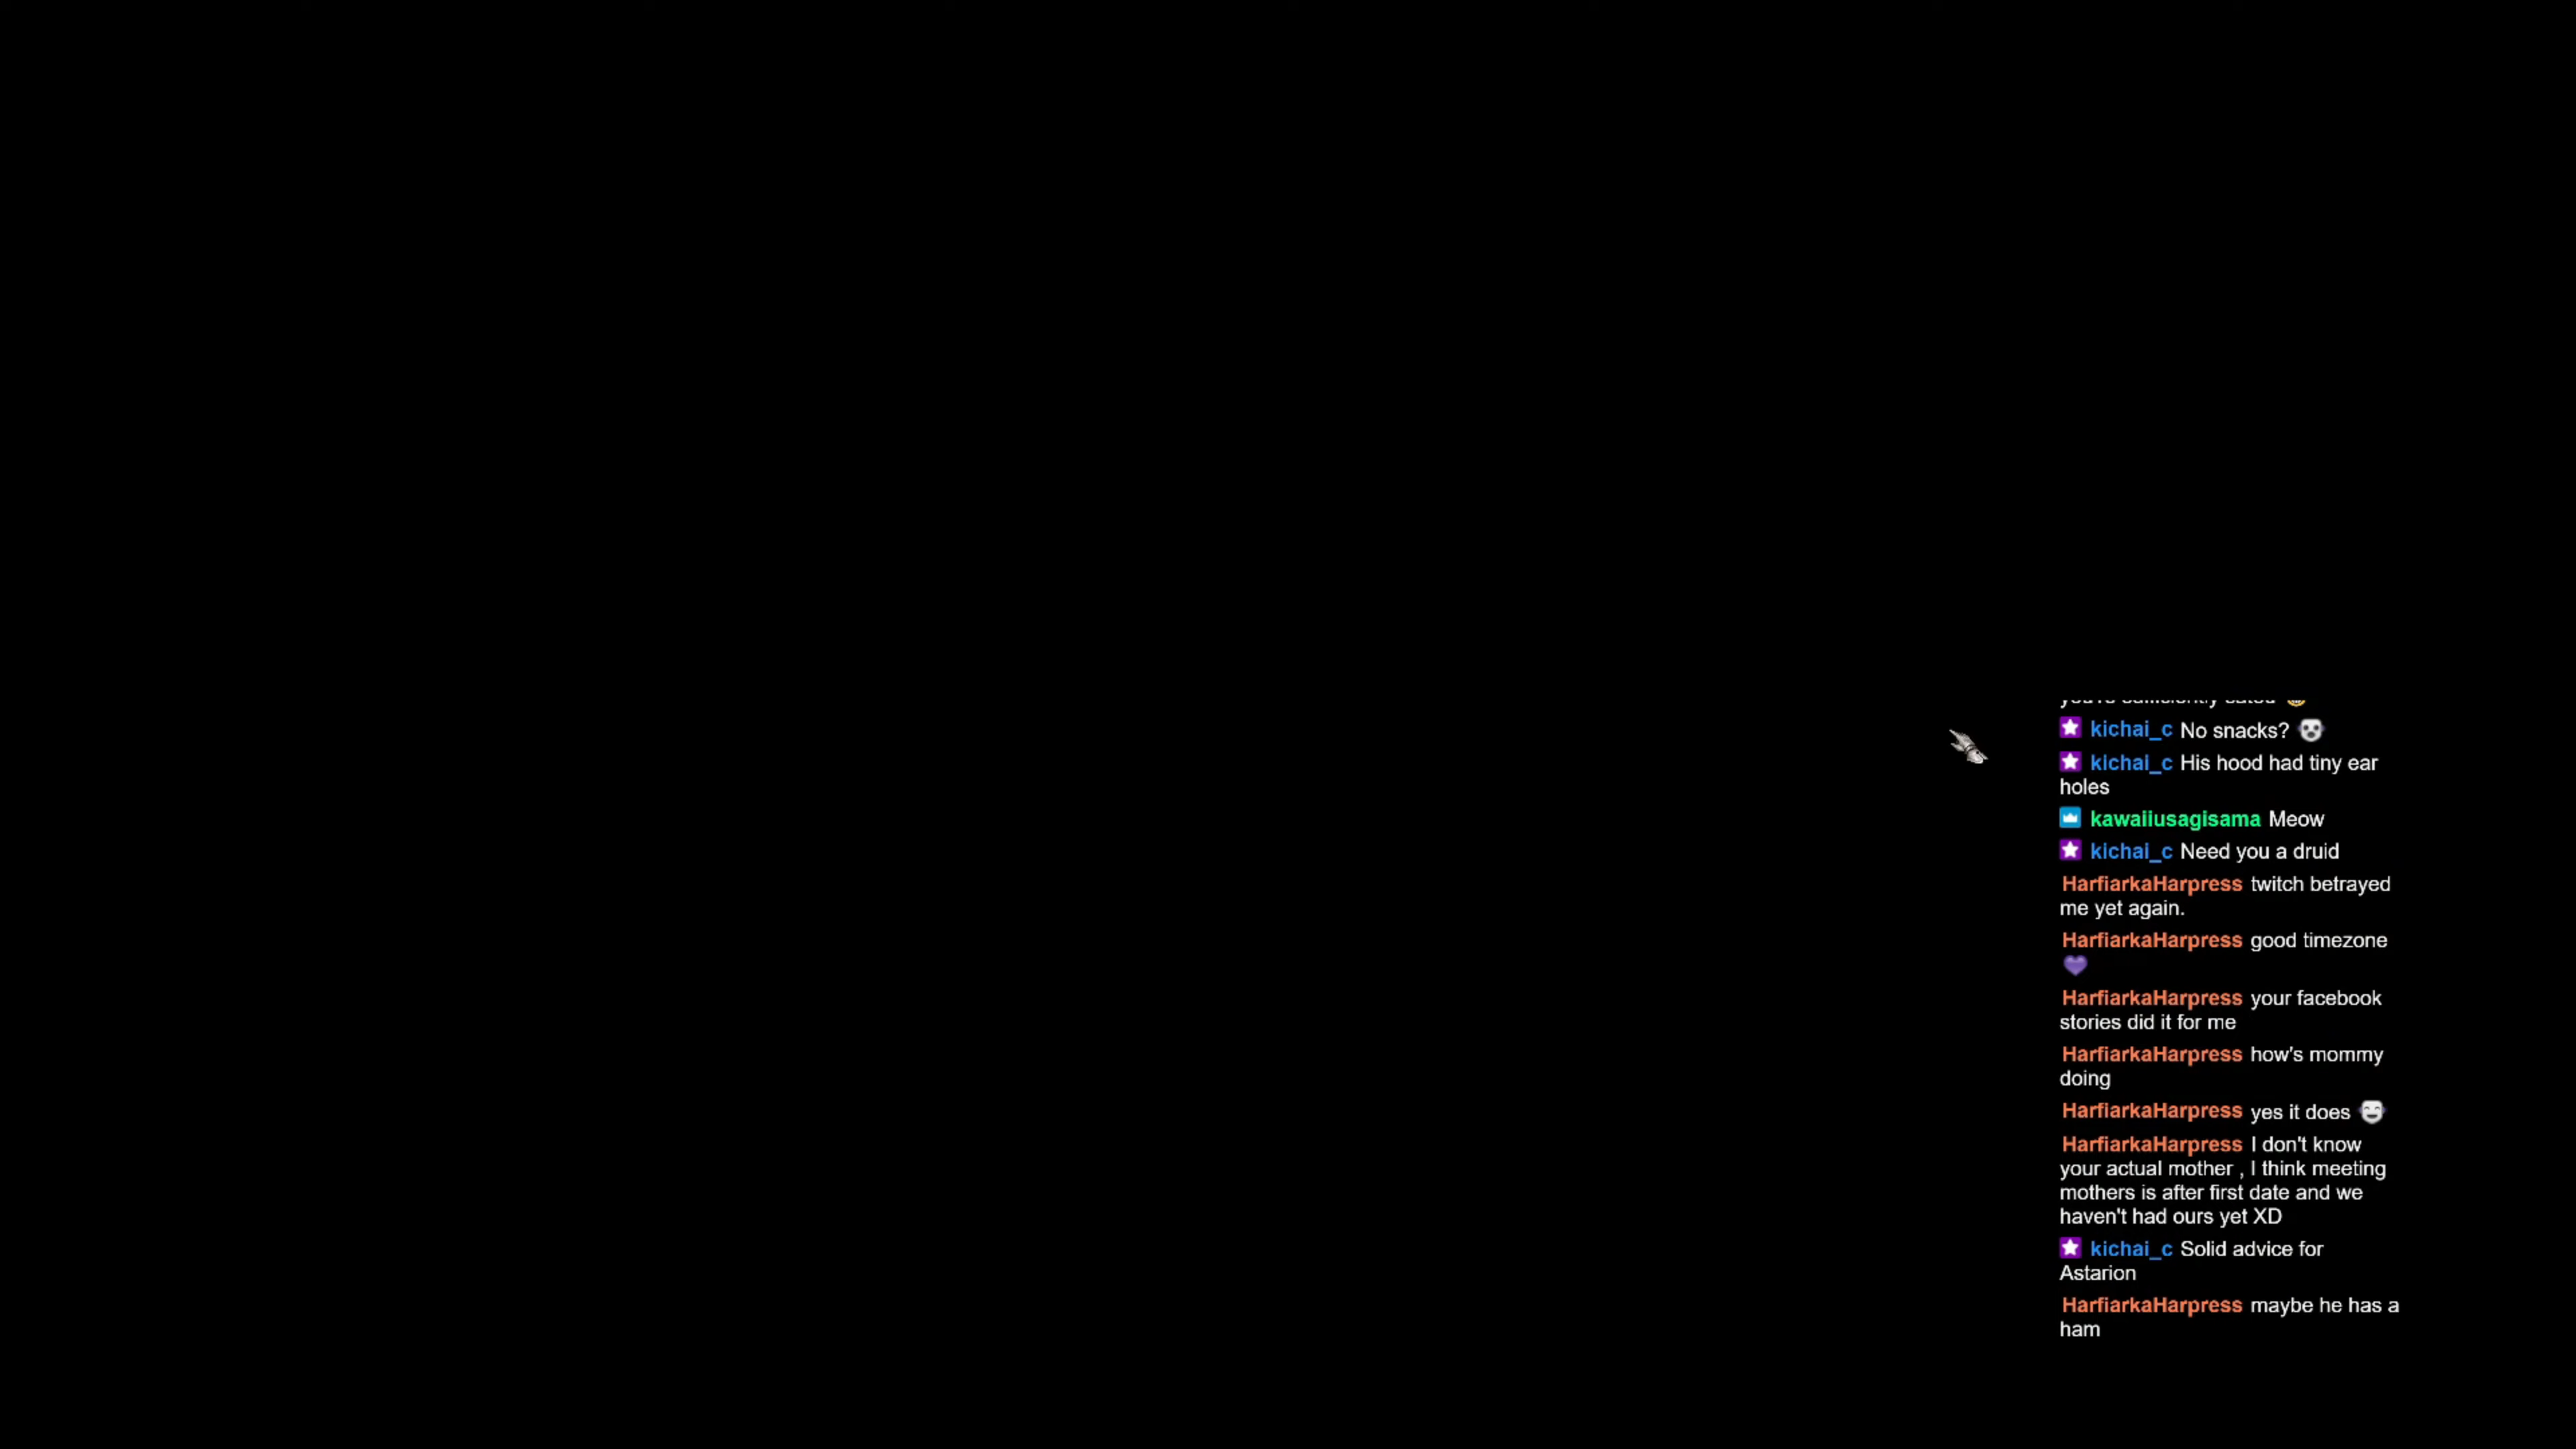 kichai_c No snacks?
kichai_c His hood had tiny ear
holes
kawaiiusagisama Meow
kichai_c Need you a druid
HarfiarkaHarpress twitch betrayed
me yet again.
HarfiarkaHarpress good timezone
HarfiarkaHarpress your facebook
stories did it for me
HarfiarkaHarpress how's mommy
doing
HarfiarkaHarpress yes it does
HarfiarkaHarpress I don't know
your actual mother , I think meeting
mothers is after first date and we
haven't had ours yet XD
kichai_c Solid advice for
Astarion
HarfiarkaHarpress maybe he has a
ham